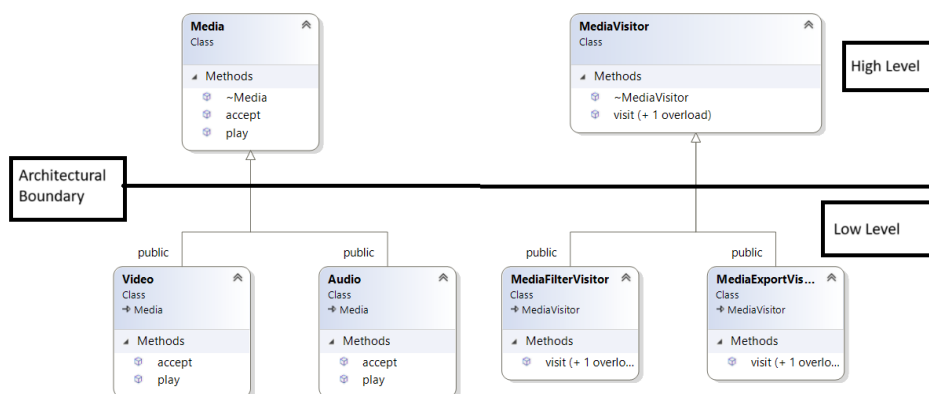 Media
Class
Methods
~Media
accept
play
MediaVisitor
Class
Methods
~MediaVisitor
visit (+ 1 overload)
High Level
Architectural
Boundary
Low Level
public
public
public
public
Video
Class
Media
Methods
accept
play
Audio
Class
Media
Methods
accept
play
MediaFilterVisitor
Class
MediaVisitor
Methods
visit (+ 1 overlo...
MediaExportVis...
Class
MediaVisitor
Methods
visit (+ 1 overlo...